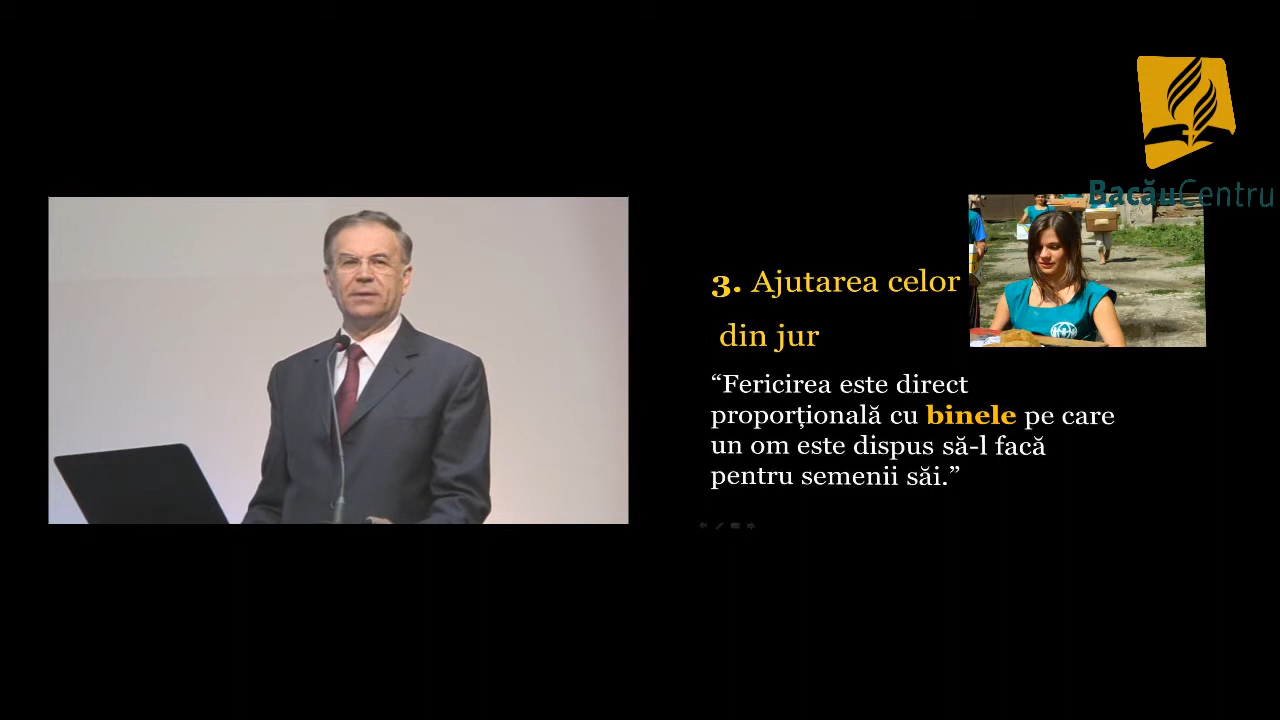 BacăuCentru
3. Ajutarea celor
din jur
“Fericirea este direct
proporțională cu binele pe care
un om este dispus să-l facă
pentru semenii săi.”